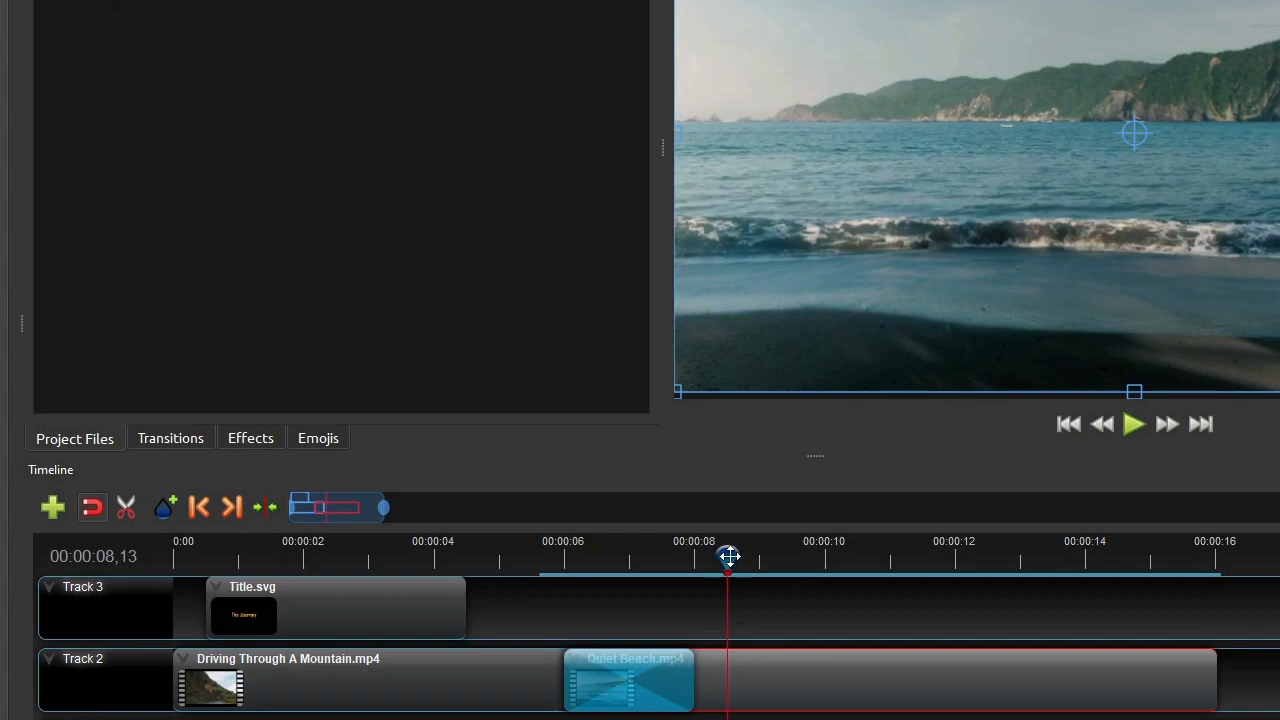 Project Files
Transitions
Effects
Emojis
Timeline
00:00:08,13
0:00
00:00:02
00:00:04
00:00:06
00:00:08
00:00:10
00:00:12
00:00:14
00:00:16
Track 3
Title.svg
The Journey
Track 2
Driving Through A Mountain.mp4
Quiet Beach.mp4